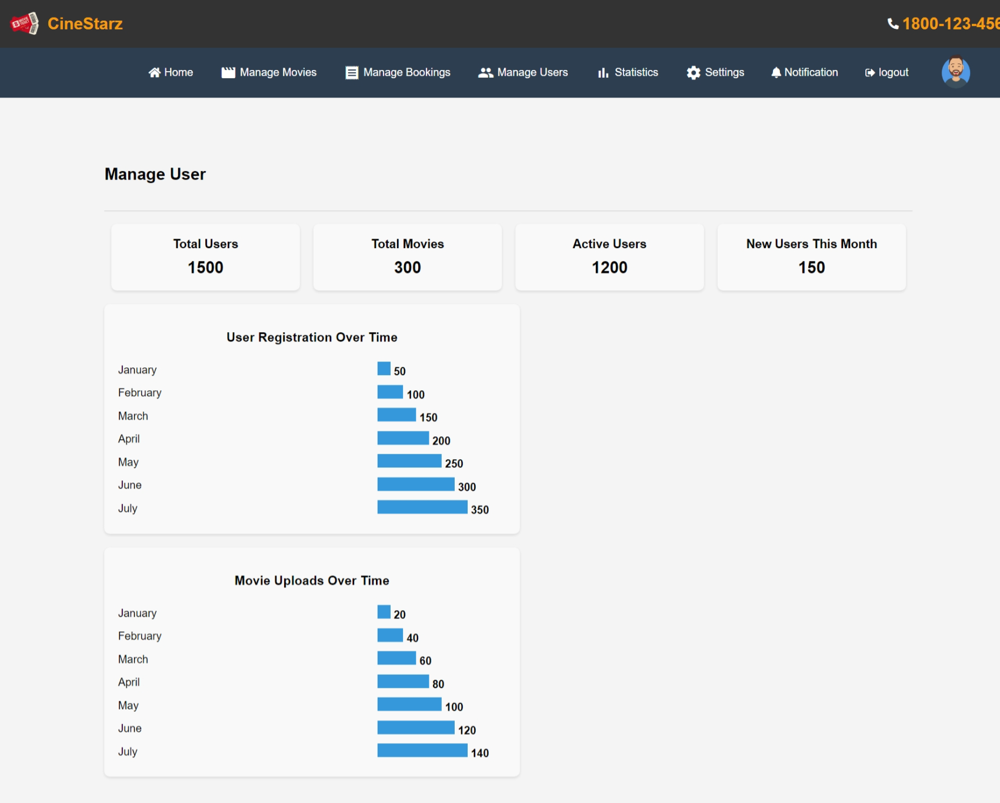 CineStarz
1800-123-456
Home Manage Movies Manage Bookings Manage Users Statistics Settings Notification logout
Manage User
Total Users Total Movies Active Users New Users This Month
1500 300 1200 150
User Registration Over Time
January 50
February 100
March 150
April 200
May 250
June 300
July 350
Movie Uploads Over Time
January 20
February 40
March 60
April 80
May 100
June 120
July 140